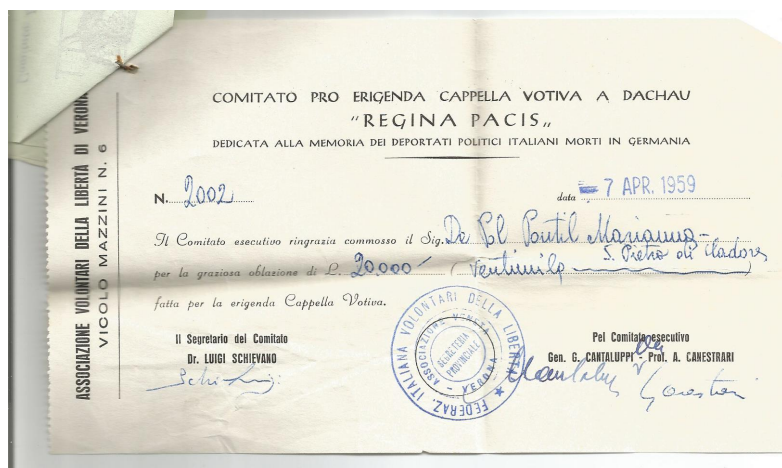 COMITATO PRO ERIGENDA CAPPELLA VOTIVA A DACHAU
"REGINA PACIS„
DEDICATA ALLA MEMORIA DEI DEPORTATI POLITICI ITALIANI MORTI IN GERMANIA
N. 2002
data 7 APR. 1959
Il Comitato esecutivo ringrazia commosso il Sig. De Pol Pontil Marianna -
S. Pietro di Cadore
per la graziosa oblazione di L. 20.000 (Ventimila)
fatta per la erigenda Cappella Votiva.
Il Segretario del Comitato
Dr. LUIGI SCHIEVANO
Pel Comitato esecutivo
Gen. G. CANTALUPPI - Prof. A. CANESTRARI
FEDERAZ. ITALIANA VOLONTARI DELLA LIBERTÀ
ASSOCIAZIONE VENETA
VERONA
SEGRETERIA
PROVINCIALE
ASSOCIAZIONE VOLONTARI DELLA LIBERTÀ DI VERONA
VICOLO MAZZINI N. 6